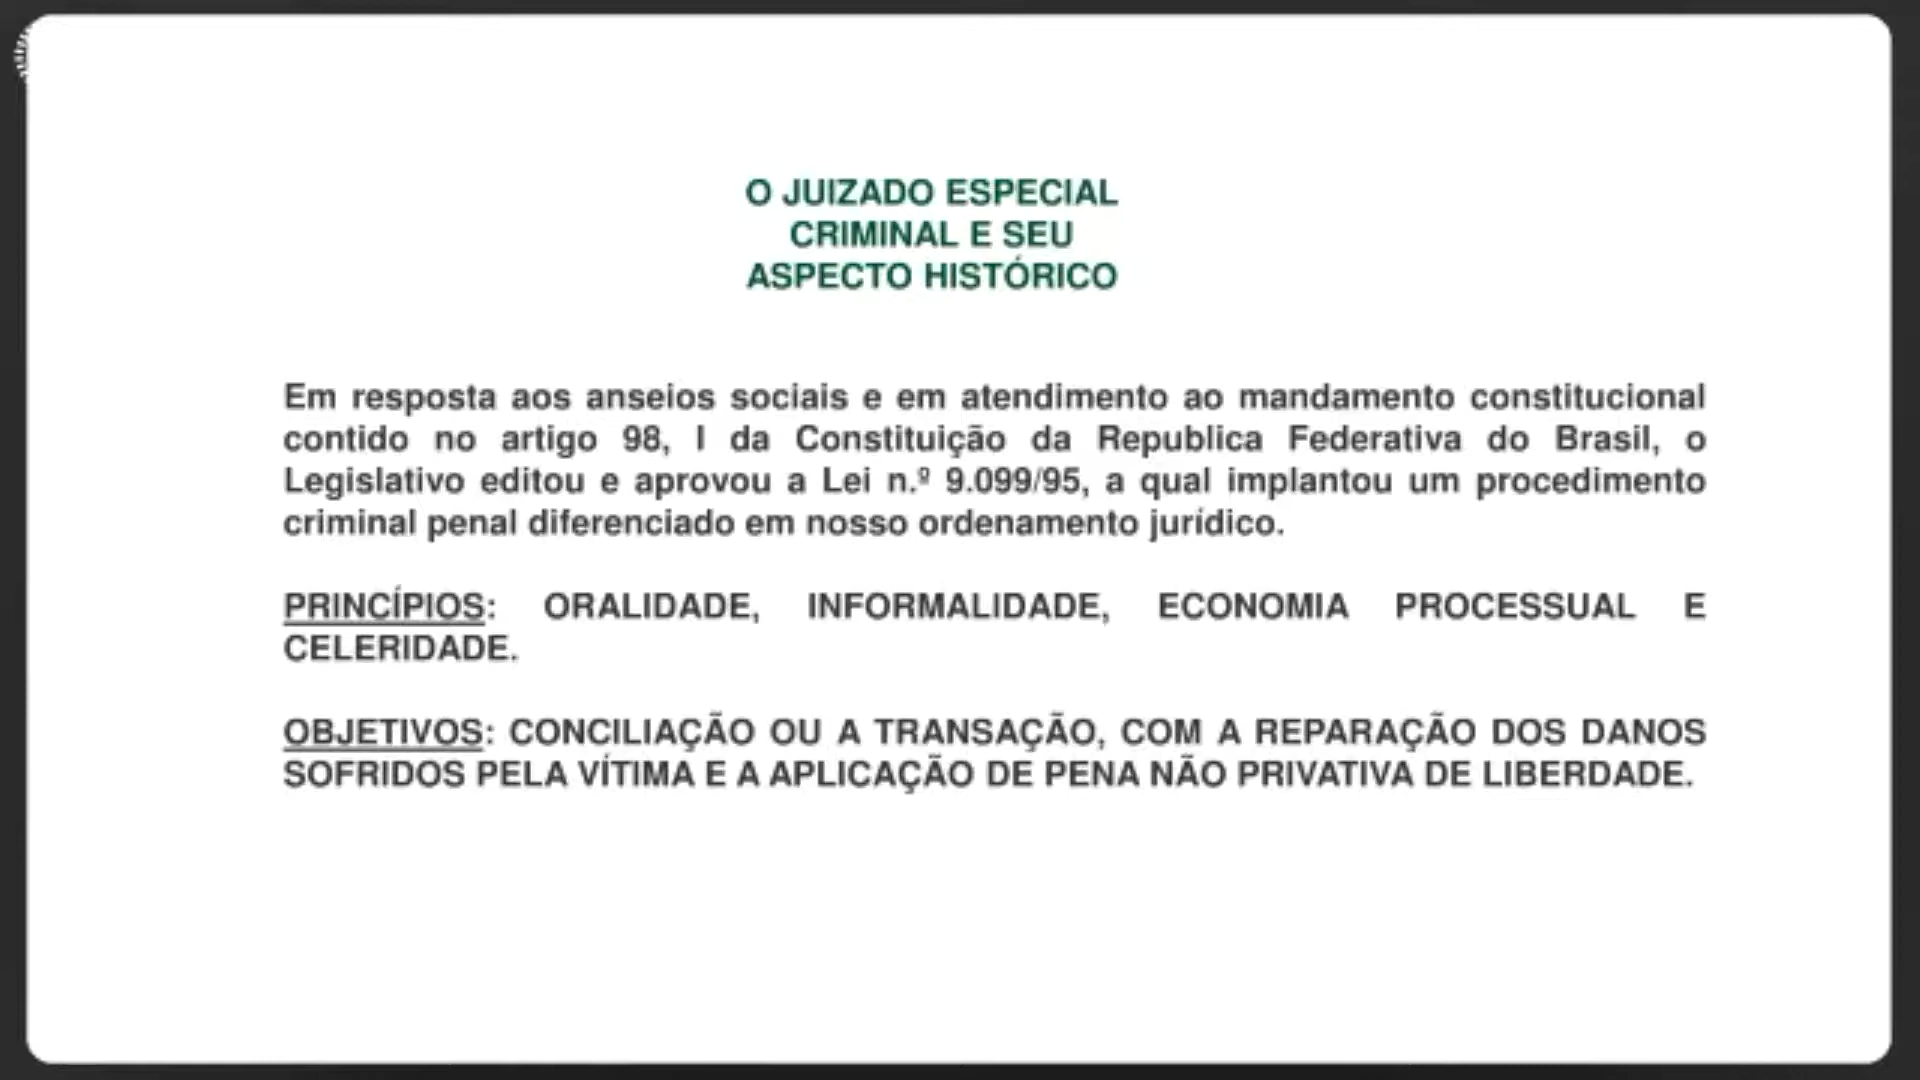 O JUIZADO ESPECIAL
CRIMINAL E SEU
ASPECTO HISTÓRICO
Em resposta aos anseios sociais e em atendimento ao mandamento constitucional
contido no artigo 98, I da Constituição da Republica Federativa do Brasil, o
Legislativo editou e aprovou a Lei n.º 9.099/95, a qual implantou um procedimento
criminal penal diferenciado em nosso ordenamento jurídico.
PRINCÍPIOS: ORALIDADE, INFORMALIDADE, ECONOMIA PROCESSUAL E
CELERIDADE.
OBJETIVOS: CONCILIAÇÃO OU A TRANSAÇÃO, COM A REPARAÇÃO DOS DANOS
SOFRIDOS PELA VÍTIMA E A APLICAÇÃO DE PENA NÃO PRIVATIVA DE LIBERDADE.